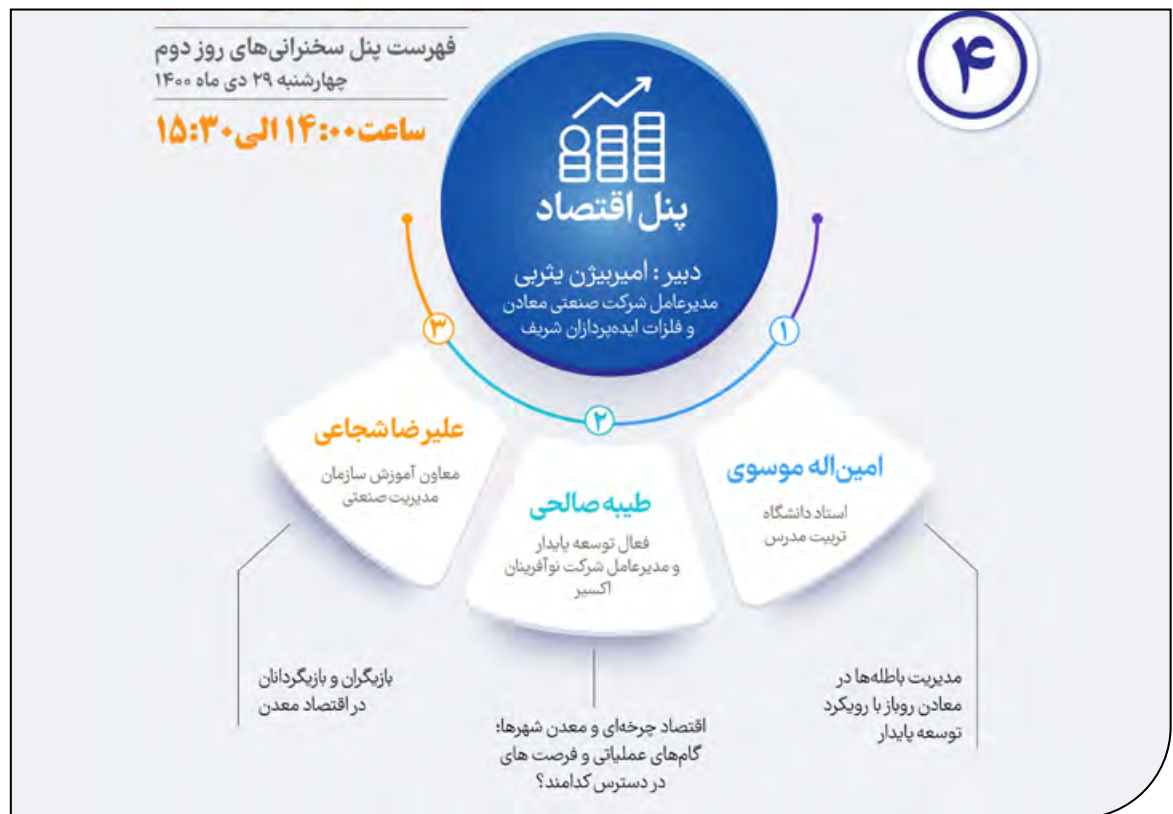 فهرست پنل سخنرانی‌های روز دوم
چهارشنبه ۲۹ دی ماه ۱۴۰۰
ساعت ۱۴:۰۰ الی ۱۵:۳۰
۴
پنل اقتصاد
دبیر : امیربیژن یثربی
مدیرعامل شرکت صنعتی معادن
و فلزات ایده‌پردازان شریف
۱
امین‌اله موسوی
استاد دانشگاه
تربیت مدرس
مدیریت باطله‌ها در
معادن روباز با رویکرد
توسعه پایدار
۲
طیبه صالحی
فعال توسعه پایدار
و مدیرعامل شرکت نوآفرینان
اکسیر
اقتصاد چرخه‌ای و معدن شهرها؛
گام‌های عملیاتی و فرصت های
در دسترس کدامند؟
۳
علیرضا شجاعی
معاون آموزش سازمان
مدیریت صنعتی
بازیگران و بازیگردانان
در اقتصاد معدن